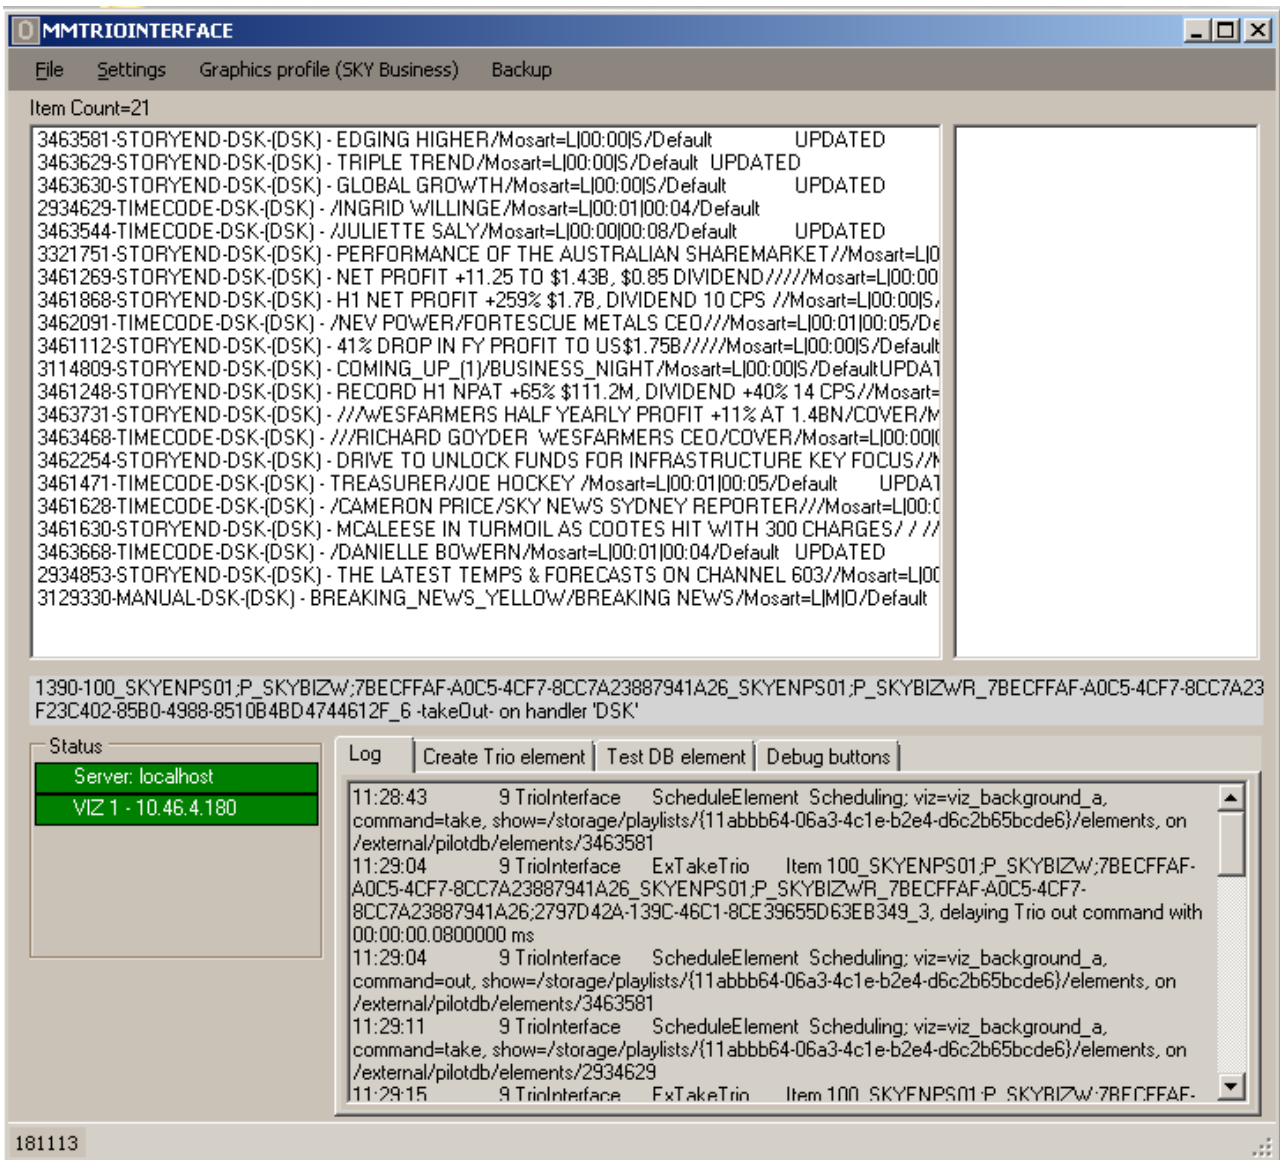 MMTRIOINTERFACE
File Settings Graphics profile (SKY Business) Backup
Item Count=21
3463581-STORYEND-DSK-(DSK) - EDGING HIGHER/Mosart=L|00:00|S/Default UPDATED
3463629-STORYEND-DSK-(DSK) - TRIPLE TREND/Mosart=L|00:00|S/Default UPDATED
3463630-STORYEND-DSK-(DSK) - GLOBAL GROWTH/Mosart=L|00:00|S/Default UPDATED
2934629-TIMECODE-DSK-(DSK) - /INGRID WILLINGE/Mosart=L|00:01|00:04/Default
3463544-TIMECODE-DSK-(DSK) - /JULIETTE SALY/Mosart=L|00:00|00:08/Default UPDATED
3321751-STORYEND-DSK-(DSK) - PERFORMANCE OF THE AUSTRALIAN SHAREMARKET//Mosart=L|0
3461269-STORYEND-DSK-(DSK) - NET PROFIT +11.25 TO $1.43B, $0.85 DIVIDEND/////Mosart=L|00:00
3461868-STORYEND-DSK-(DSK) - H1 NET PROFIT +259% $1.7B, DIVIDEND 10 CPS //Mosart=L|00:00|S/
3462091-TIMECODE-DSK-(DSK) - /NEV POWER/FORTESCUE METALS CEO///Mosart=L|00:01|00:05/De
3461112-STORYEND-DSK-(DSK) - 41% DROP IN FY PROFIT TO US$1.75B/////Mosart=L|00:00|S/Default
3114809-STORYEND-DSK-(DSK) - COMING_UP_(1)/BUSINESS_NIGHT/Mosart=L|00:00|S/DefaultUPDAT
3461248-STORYEND-DSK-(DSK) - RECORD H1 NPAT +65% $111.2M, DIVIDEND +40% 14 CPS//Mosart=
3463731-STORYEND-DSK-(DSK) - ///WESFARMERS HALF YEARLY PROFIT +11% AT 1.4BN/COVER/M
3463468-TIMECODE-DSK-(DSK) - ///RICHARD GOYDER  WESFARMERS CEO/COVER/Mosart=L|00:00|0
3462254-STORYEND-DSK-(DSK) - DRIVE TO UNLOCK FUNDS FOR INFRASTRUCTURE KEY FOCUS//M
3461471-TIMECODE-DSK-(DSK) - TREASURER/JOE HOCKEY /Mosart=L|00:01|00:05/Default UPDAT
3461628-TIMECODE-DSK-(DSK) - /CAMERON PRICE/SKY NEWS SYDNEY REPORTER///Mosart=L|00:0
3461630-STORYEND-DSK-(DSK) - MCALEESE IN TURMOIL AS COOTES HIT WITH 300 CHARGES/ / //
3463668-TIMECODE-DSK-(DSK) - /DANIELLE BOWERN/Mosart=L|00:01|00:04/Default UPDATED
2934853-STORYEND-DSK-(DSK) - THE LATEST TEMPS & FORECASTS ON CHANNEL 603//Mosart=L|00
3129330-MANUAL-DSK-(DSK) - BREAKING_NEWS_YELLOW/BREAKING NEWS/Mosart=L|M|O/Default
1390-100_SKYENPS01;P_SKYBIZW;7BECFFAF-A0C5-4CF7-8CC7A23887941A26_SKYENPS01;P_SKYBIZWR_7BECFFAF-A0C5-4CF7-8CC7A23
F23C402-85B0-4988-8510B4BD4744612F_6 -takeOut- on handler 'DSK'
Status
Server: localhost
VIZ 1 - 10.46.4.180
Log Create Trio element Test DB element Debug buttons
11:28:43 9 TrioInterface ScheduleElement Scheduling; viz=viz_background_a,
command=take, show=/storage/playlists/{11abbb64-06a3-4c1e-b2e4-d6c2b65bcde6}/elements, on
/external/pilotdb/elements/3463581
11:29:04 9 TrioInterface ExTakeTrio Item 100_SKYENPS01;P_SKYBIZW;7BECFFAF-
A0C5-4CF7-8CC7A23887941A26_SKYENPS01;P_SKYBIZWR_7BECFFAF-A0C5-4CF7-
8CC7A23887941A26;2797D42A-139C-46C1-8CE39655D63EB349_3, delaying Trio out command with
00:00:00.0800000 ms
11:29:04 9 TrioInterface ScheduleElement Scheduling; viz=viz_background_a,
command=out, show=/storage/playlists/{11abbb64-06a3-4c1e-b2e4-d6c2b65bcde6}/elements, on
/external/pilotdb/elements/3463581
11:29:11 9 TrioInterface ScheduleElement Scheduling; viz=viz_background_a,
command=take, show=/storage/playlists/{11abbb64-06a3-4c1e-b2e4-d6c2b65bcde6}/elements, on
/external/pilotdb/elements/2934629
11:29:15 9 TrioInterface ExTakeTrio Item 100_SKYENPS01;P_SKYBIZW;7BECFFAF-
181113